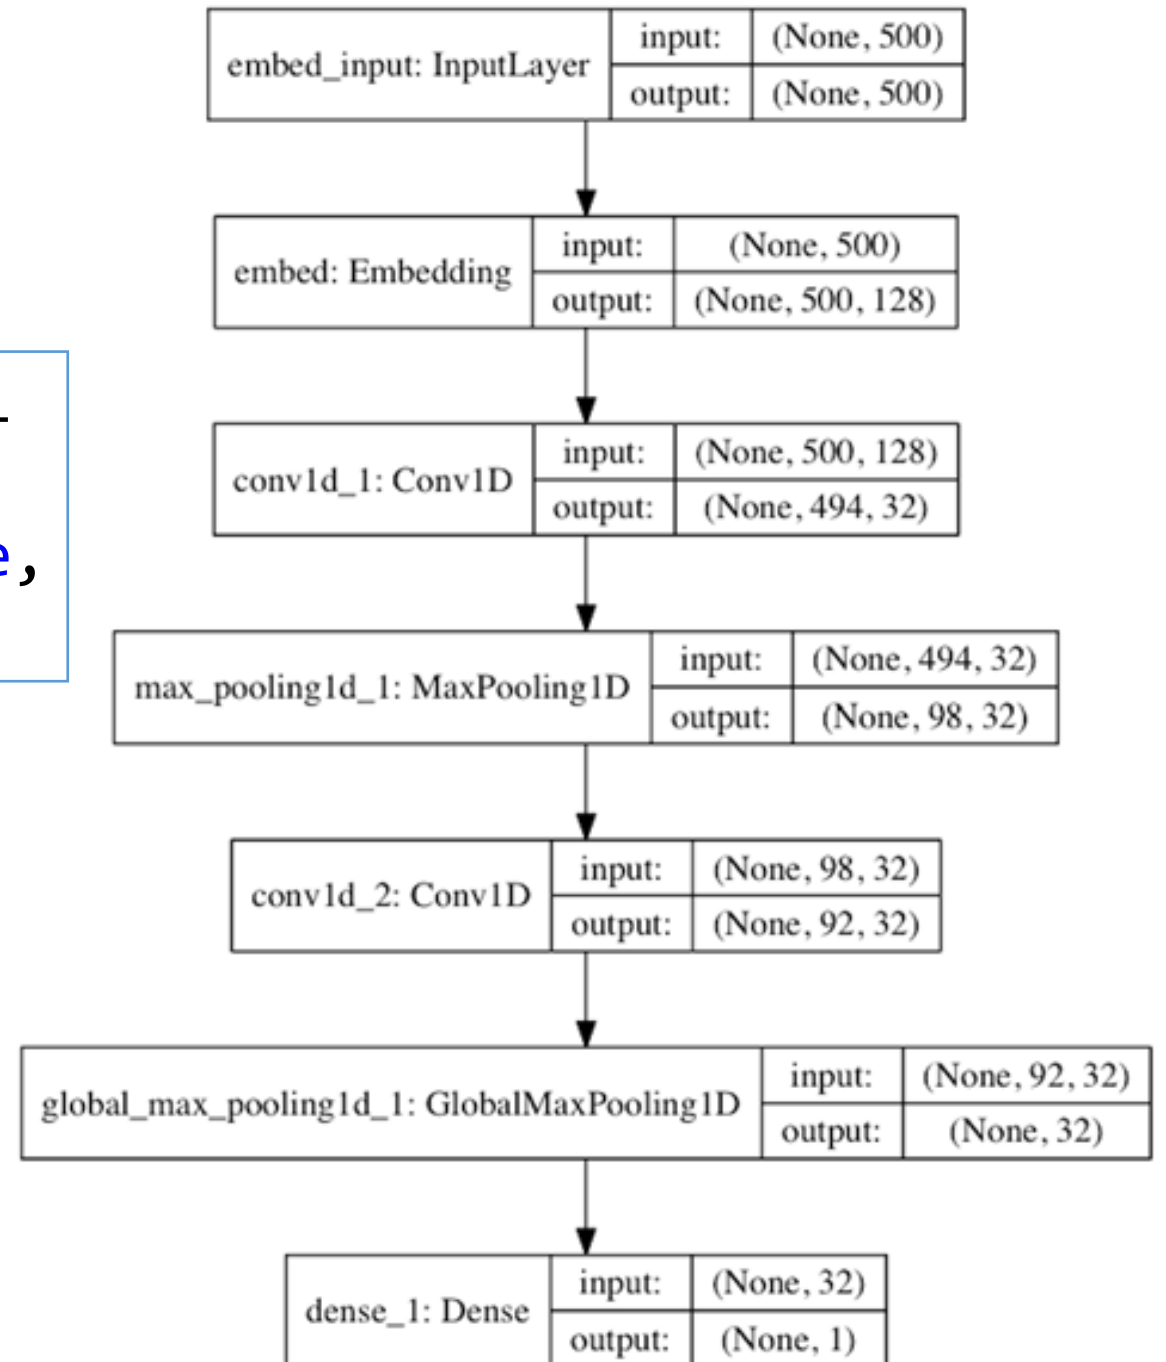 embed_input: InputLayer
input: (None, 500)
output: (None, 500)
embed: Embedding
input: (None, 500)
output: (None, 500, 128)
conv1d_1: Conv1D
input: (None, 500, 128)
output: (None, 494, 32)
e,
max_pooling1d_1: MaxPooling1D
input: (None, 494, 32)
output: (None, 98, 32)
conv1d_2: Conv1D
input: (None, 98, 32)
output: (None, 92, 32)
global_max_pooling1d_1: GlobalMaxPooling1D
input: (None, 92, 32)
output: (None, 32)
dense_1: Dense
input: (None, 32)
output: (None, 1)